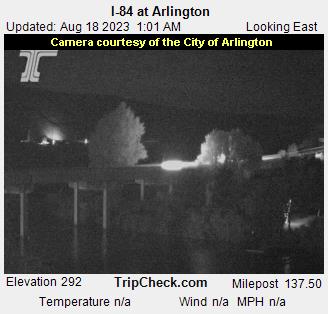 I-84 at Arlington
Updated: Aug 18 2023 1:01 AM Looking East
Camera courtesy of the City of Arlington
Elevation 292 TripCheck.com Milepost 137.50
Temperature n/a Wind n/a MPH n/a